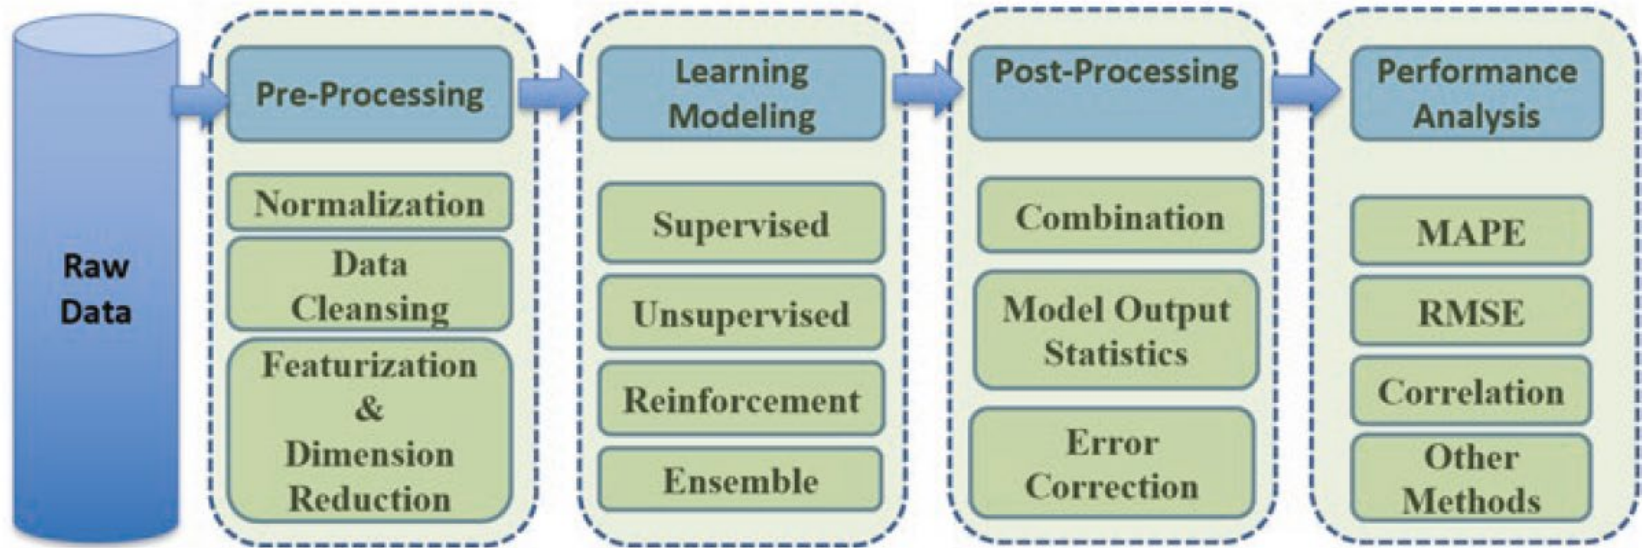 Raw
Data
Pre-Processing
Normalization
Data
Cleansing
Featurization
&
Dimension
Reduction
Learning
Modeling
Supervised
Unsupervised
Reinforcement
Ensemble
Post-Processing
Combination
Model Output
Statistics
Error
Correction
Performance
Analysis
MAPE
RMSE
Correlation
Other
Methods